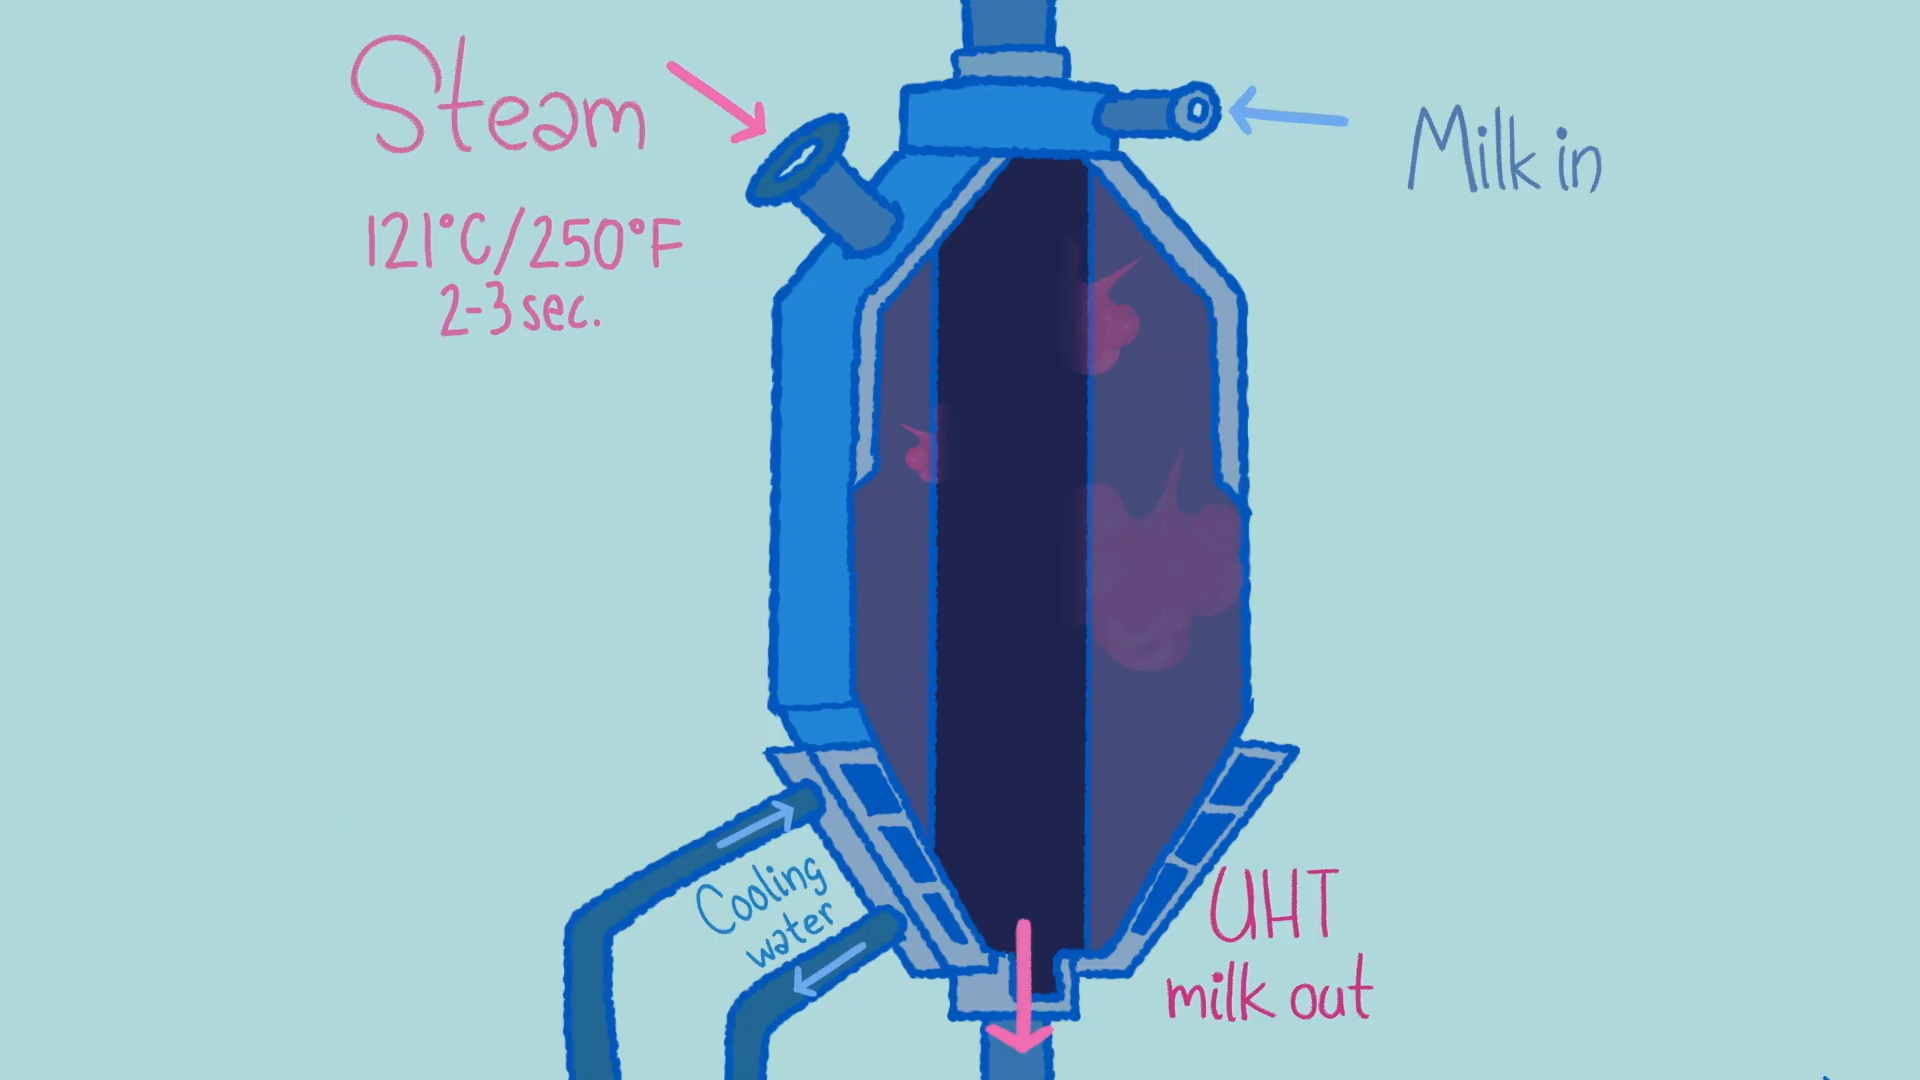 Steam
121°C/250°F
2-3 sec.
Milk in
Cooling
water
UHT
milk out